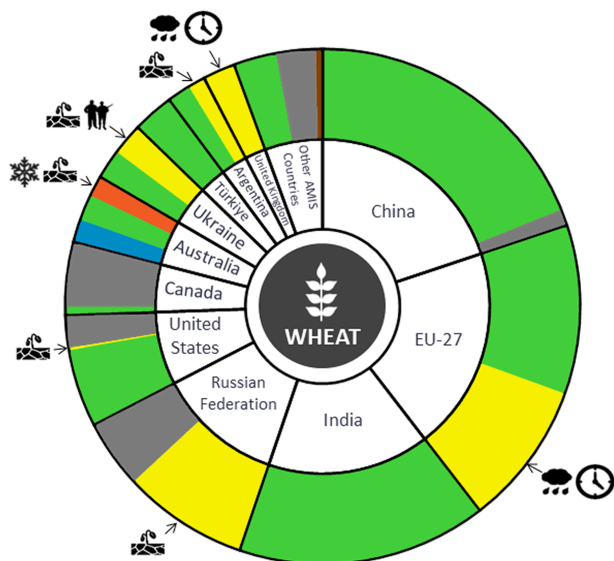 China
EU-27
India
Russian
Federation
United
States
Canada
Australia
Ukraine
Türkiye
Argentina
United Kingdom
Other AMIS
Countries
WHEAT